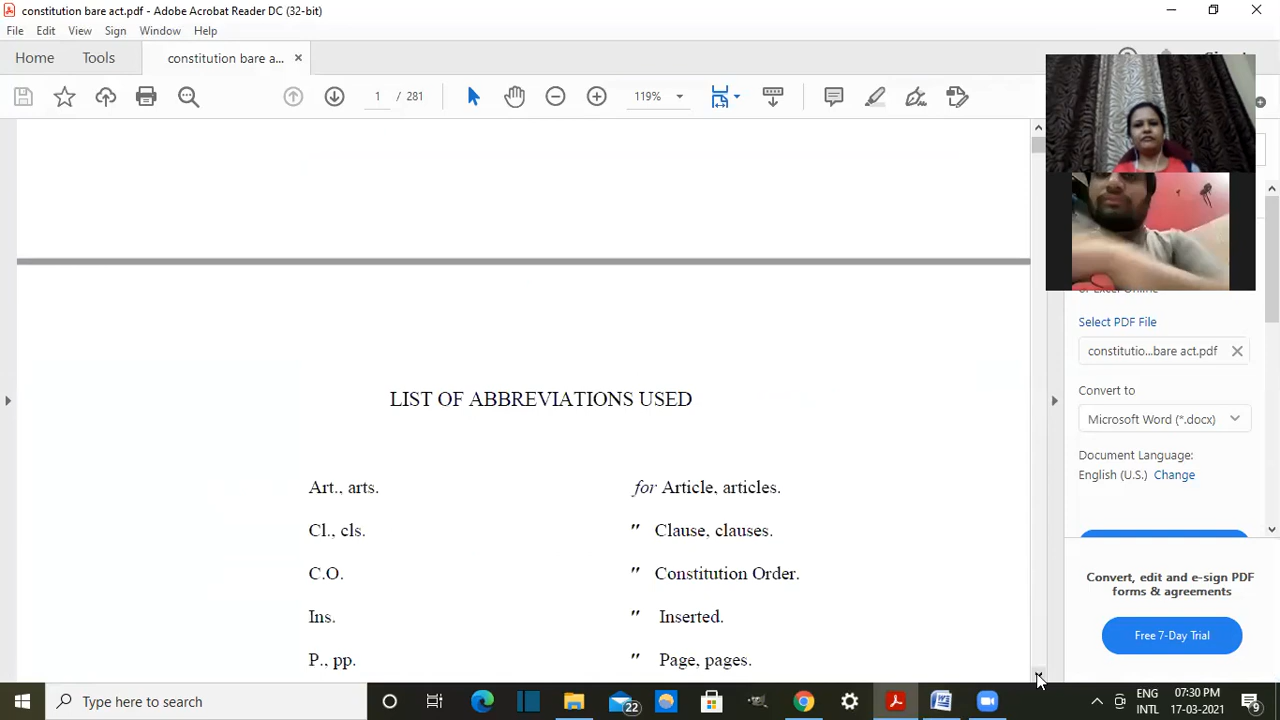 constitution bare act.pdf - Adobe Acrobat Reader DC (32-bit)
File Edit View Sign Window Help
Home Tools constitution bare a... ×
1 / 281 119%
LIST OF ABBREVIATIONS USED
Art., arts. for Article, articles.
Cl., cls. " Clause, clauses.
C.O. " Constitution Order.
Ins. " Inserted.
P., pp. " Page, pages.
Select PDF File
constitutio...bare act.pdf
Convert to
Microsoft Word (*.docx)
Document Language:
English (U.S.) Change
Convert, edit and e-sign PDF
forms & agreements
Free 7-Day Trial
Type here to search
22
ENG
INTL
07:30 PM
17-03-2021
9